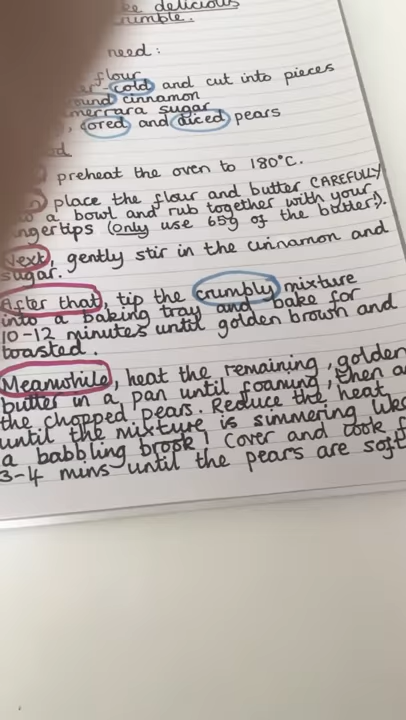 delicious
crumble.
need:
flour
cold and cut into pieces
cinnamon
sugar
cored and diced pears
preheat the oven to 180°C.
place the flour and butter CAREFULLY
a bowl and rub together with your
(only use 65g of the butter!).
Next, gently stir in the cinnamon and
sugar.
After that, tip the crumbly mixture
into a baking tray and bake for
10-12 minutes until golden brown and
toasted.
Meanwhile, heat the remaining, golden
butter in a pan until foaming, then
the chopped pears. Reduce the heat
until the mixture is simmering like
a babbling brook! Cover and cook
3-4 mins until the pears are soft